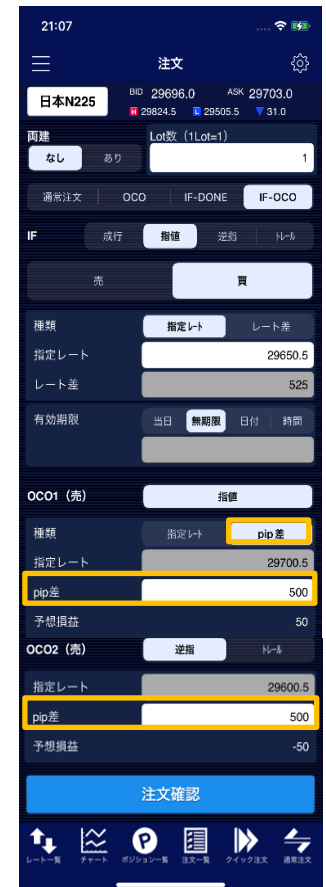 21:07
注文
日本N225
BID 29696.0 ASK 29703.0
H 29824.5 L 29505.5 ▼ 31.0
両建 Lot数（1Lot=1）
なし あり 1
通常注文 OCO IF-DONE IF-OCO
IF 成行 指値 逆指 トレール
売 買
種類 指定レート レート差
指定レート 29650.5
レート差 525
有効期限 当日 無期限 日付 時間
OCO1（売） 指値
種類 指定レート pip差
指定レート 29700.5
pip差 500
予想損益 50
OCO2（売） 逆指 トレール
指定レート 29600.5
pip差 500
予想損益 -50
注文確認
レート一覧 チャート ポジション一覧 注文一覧 クイック注文 通常注文